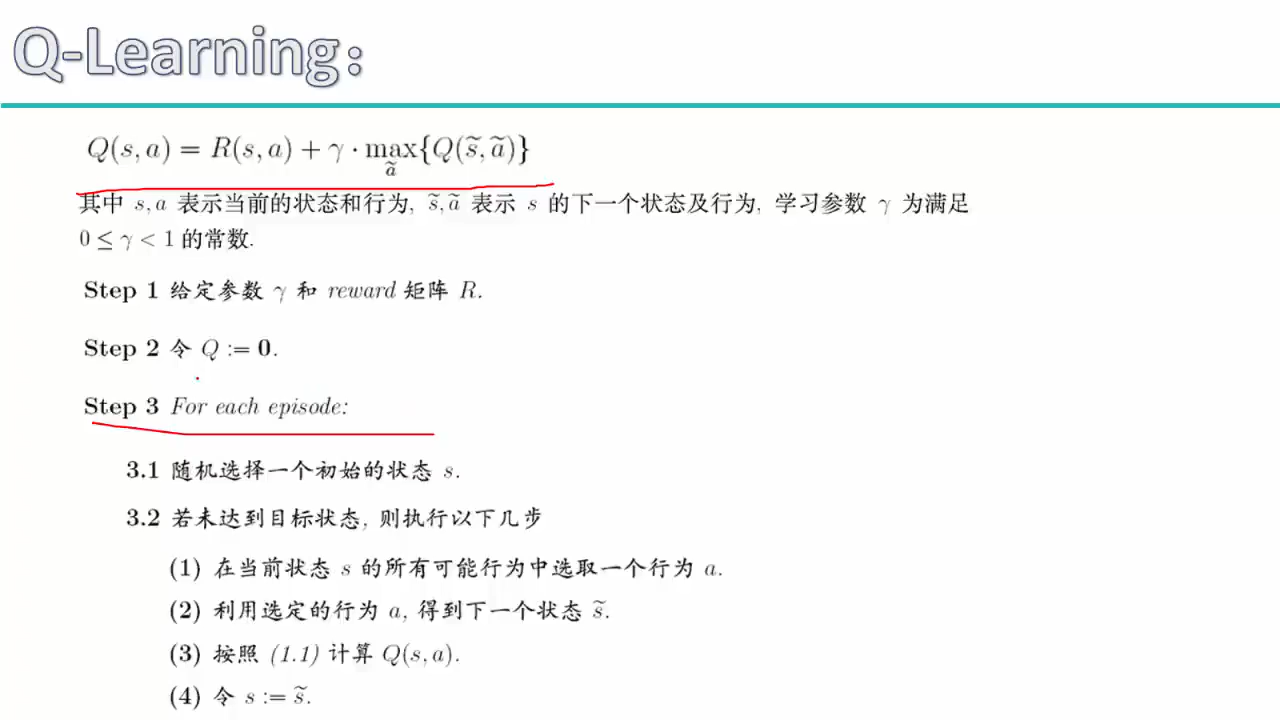 Q-Learning:
Q(s, a) = R(s, a) + γ · max{Q(s̃, ã)}
ã
其中 s, a 表示当前的状态和行为, s̃, ã 表示 s 的下一个状态及行为, 学习参数 γ 为满足
0 ≤ γ < 1 的常数.
Step 1 给定参数 γ 和 reward 矩阵 R.
Step 2 令 Q := 0.
Step 3 For each episode:
3.1 随机选择一个初始的状态 s.
3.2 若未达到目标状态, 则执行以下几步
(1) 在当前状态 s 的所有可能行为中选取一个行为 a.
(2) 利用选定的行为 a, 得到下一个状态 s̃.
(3) 按照 (1.1) 计算 Q(s, a).
(4) 令 s := s̃.